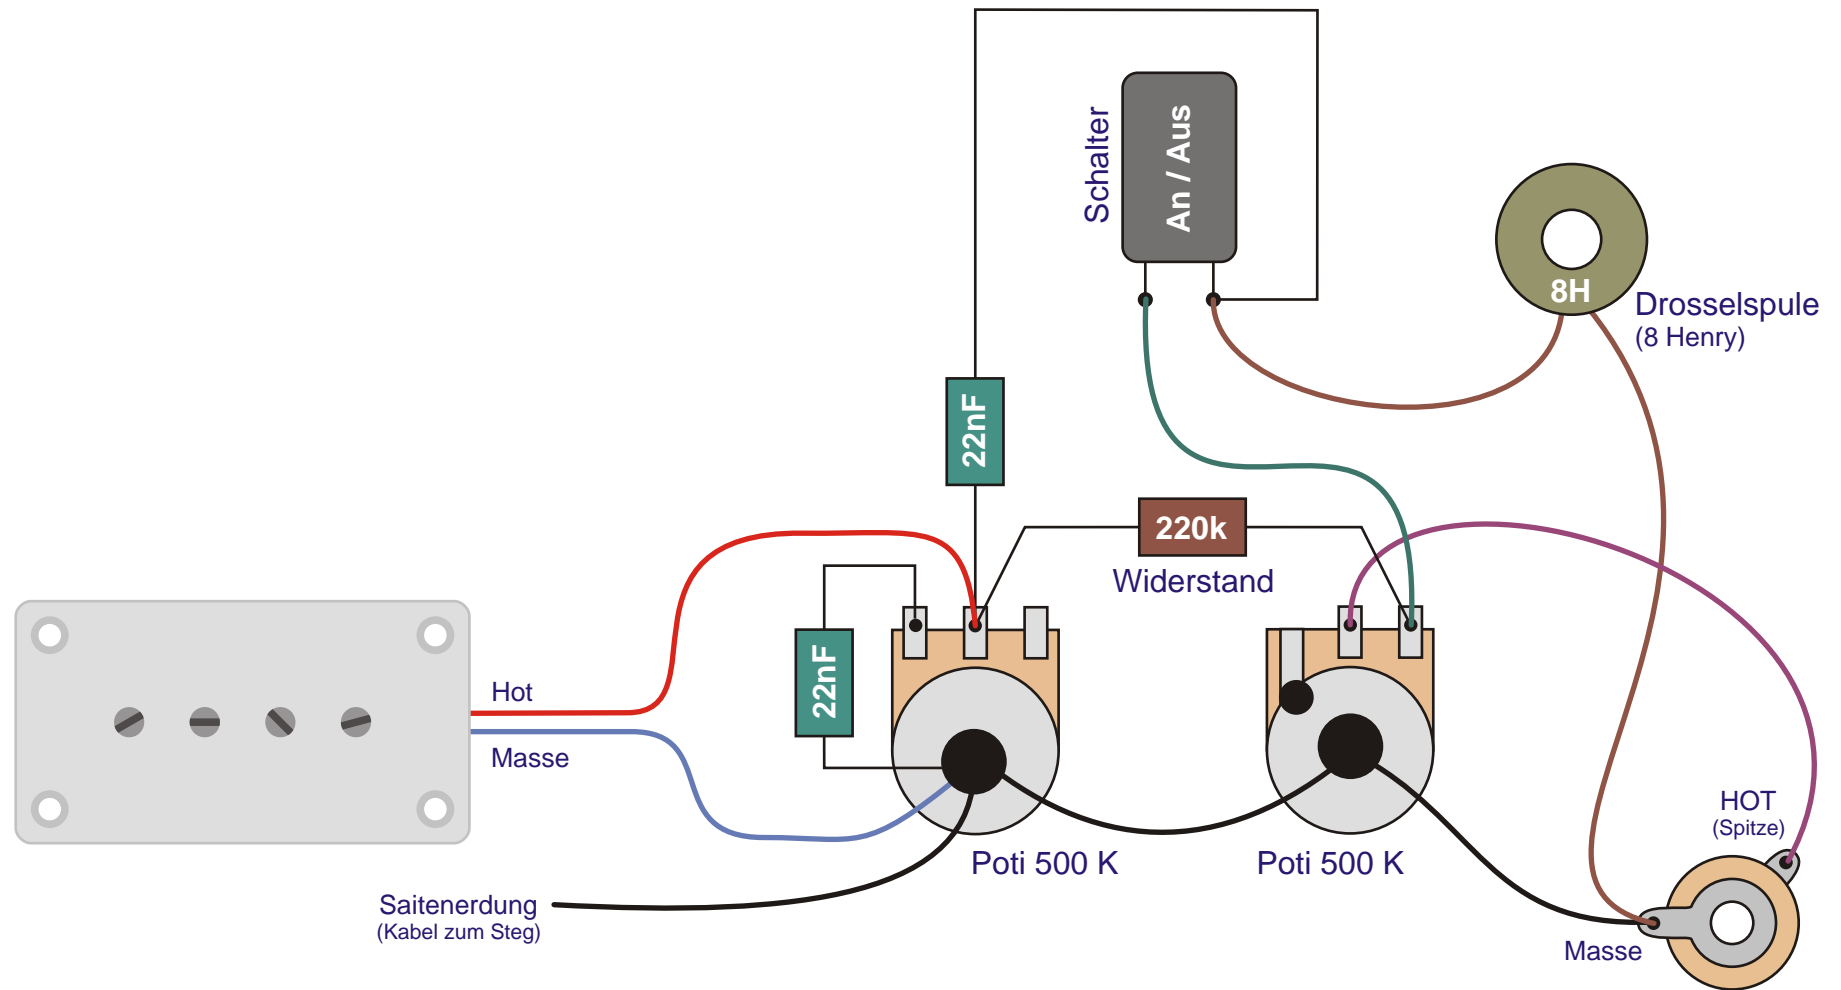 Schalter
An / Aus
8H
Drosselspule
(8 Henry)
22nF
220k
Widerstand
22nF
Hot
Masse
Poti 500 K
Poti 500 K
HOT
(Spitze)
Saitenerdung
(Kabel zum Steg)
Masse